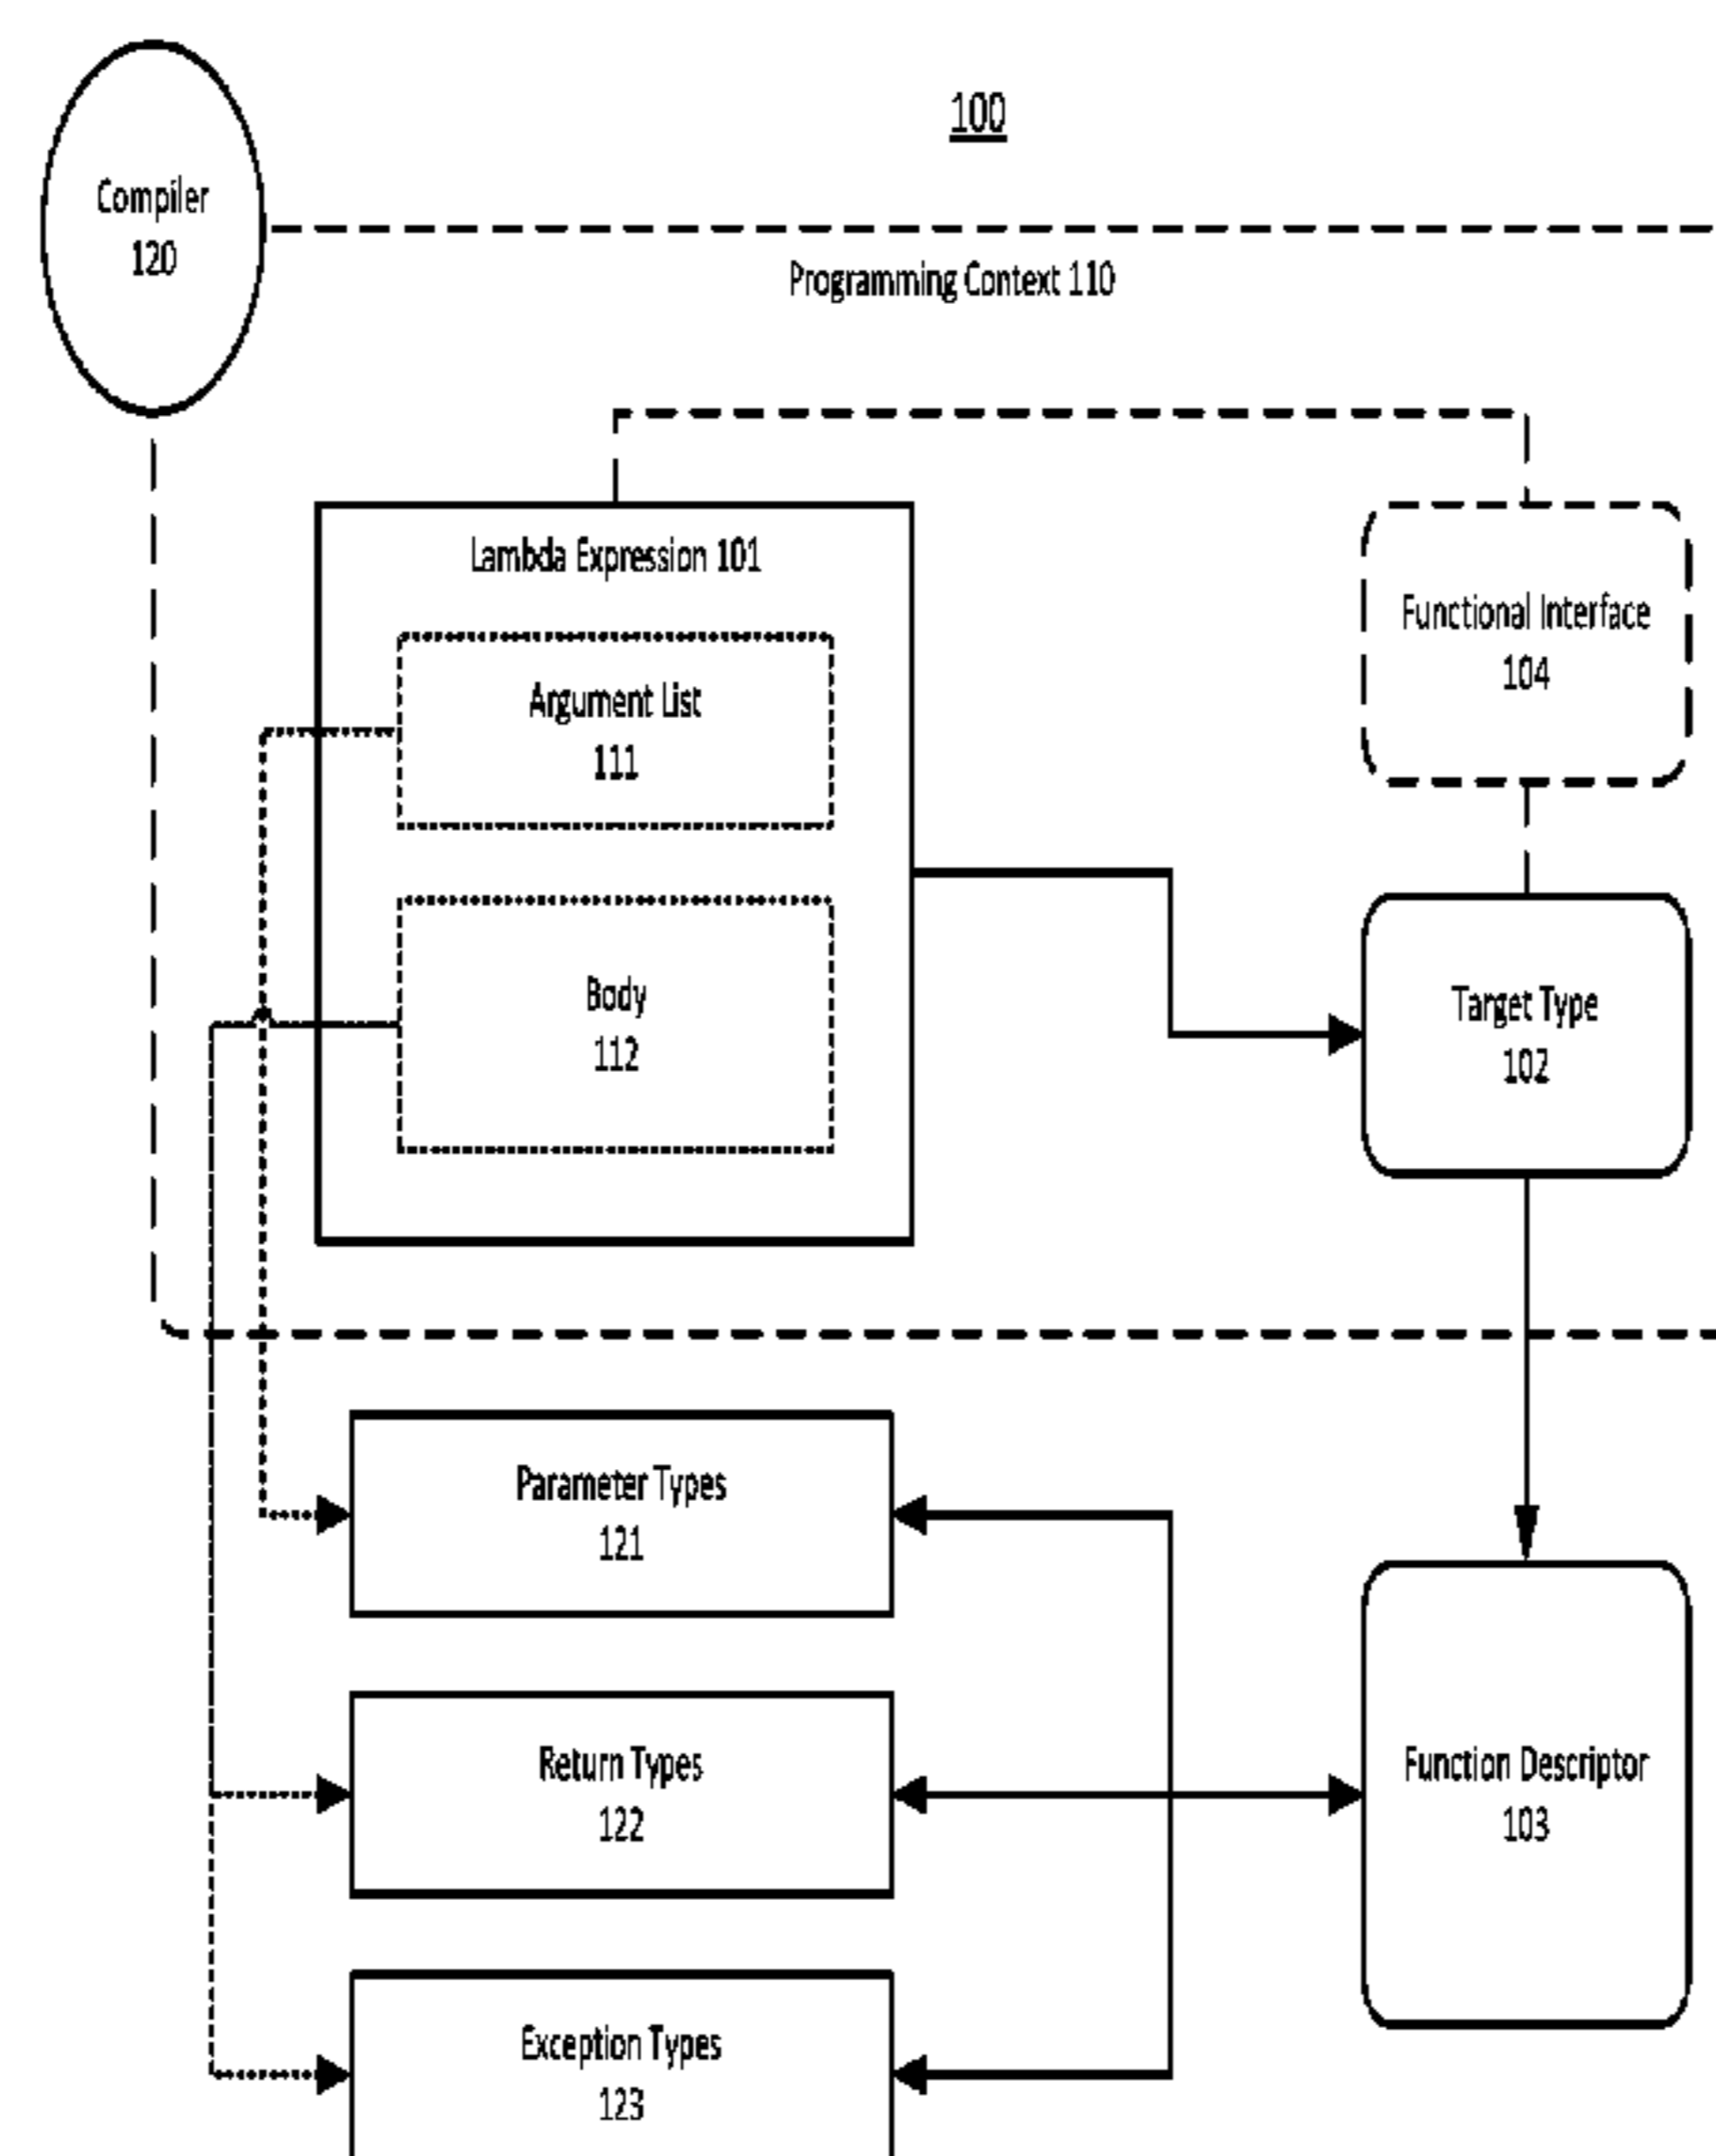 100
Compiler
120
Programming Context 110
Lambda Expression 101
Argument List
111
Body
112
Functional Interface
104
Target Type
102
Parameter Types
121
Return Types
122
Exception Types
123
Function Descriptor
103